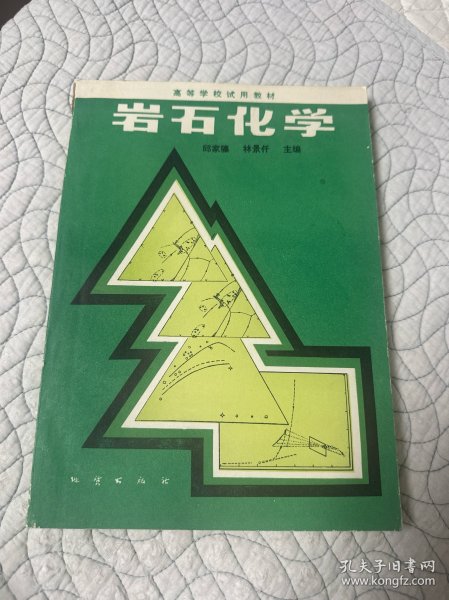 高等学校试用教材
岩石化学
邱家骧 林景仟 主编
地质出版社
孔夫子旧书网
www.kongfz.com